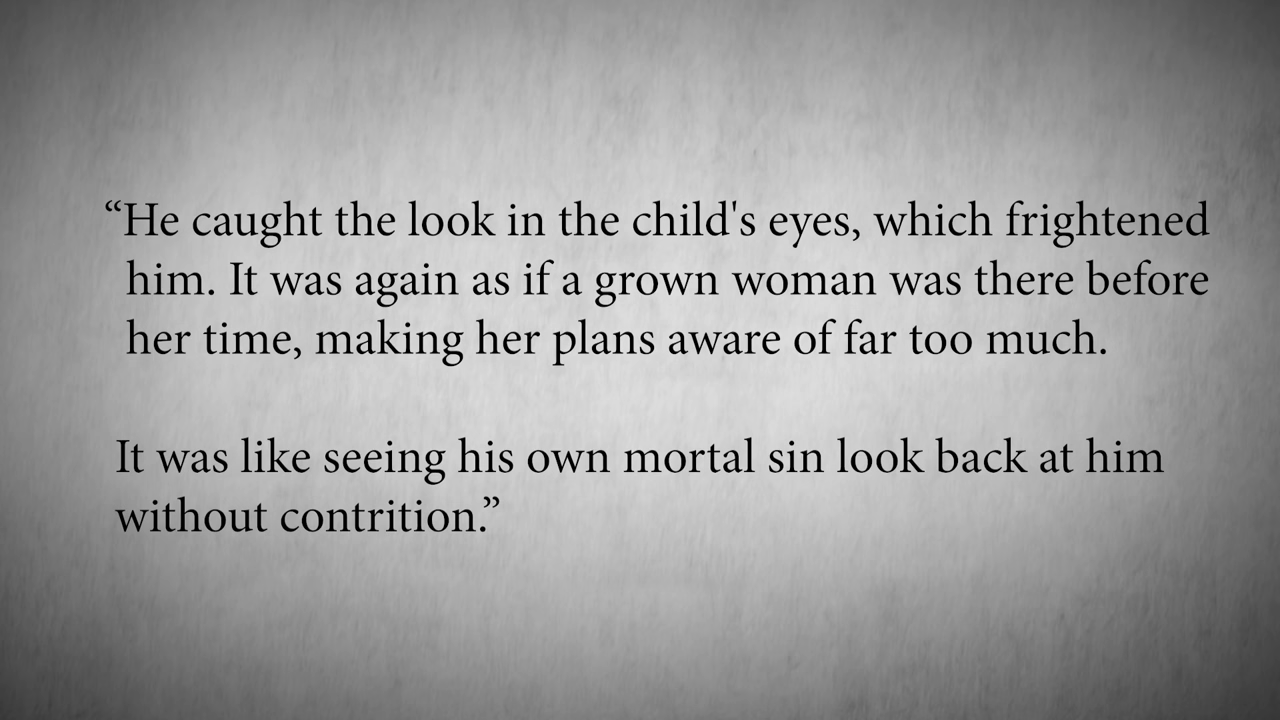 “He caught the look in the child's eyes, which frightened
him. It was again as if a grown woman was there before
her time, making her plans aware of far too much.
It was like seeing his own mortal sin look back at him
without contrition.”